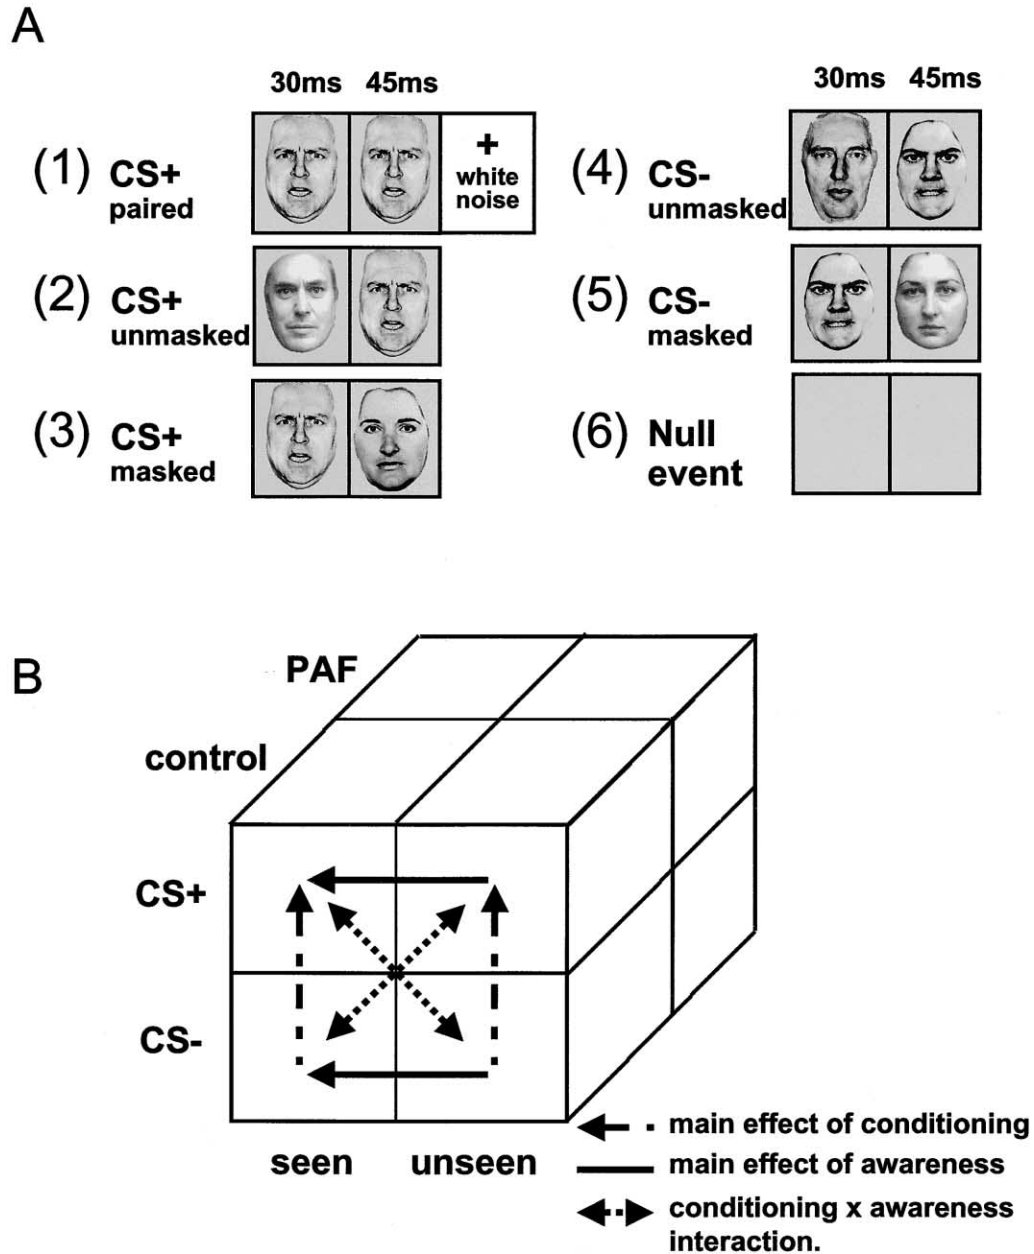 A
30ms 45ms
(1) CS+
paired
+
white
noise
(2) CS+
unmasked
(3) CS+
masked
30ms 45ms
(4) CS-
unmasked
(5) CS-
masked
(6) Null
event
B
PAF
control
CS+
CS-
seen unseen
main effect of conditioning
main effect of awareness
conditioning x awareness
interaction.